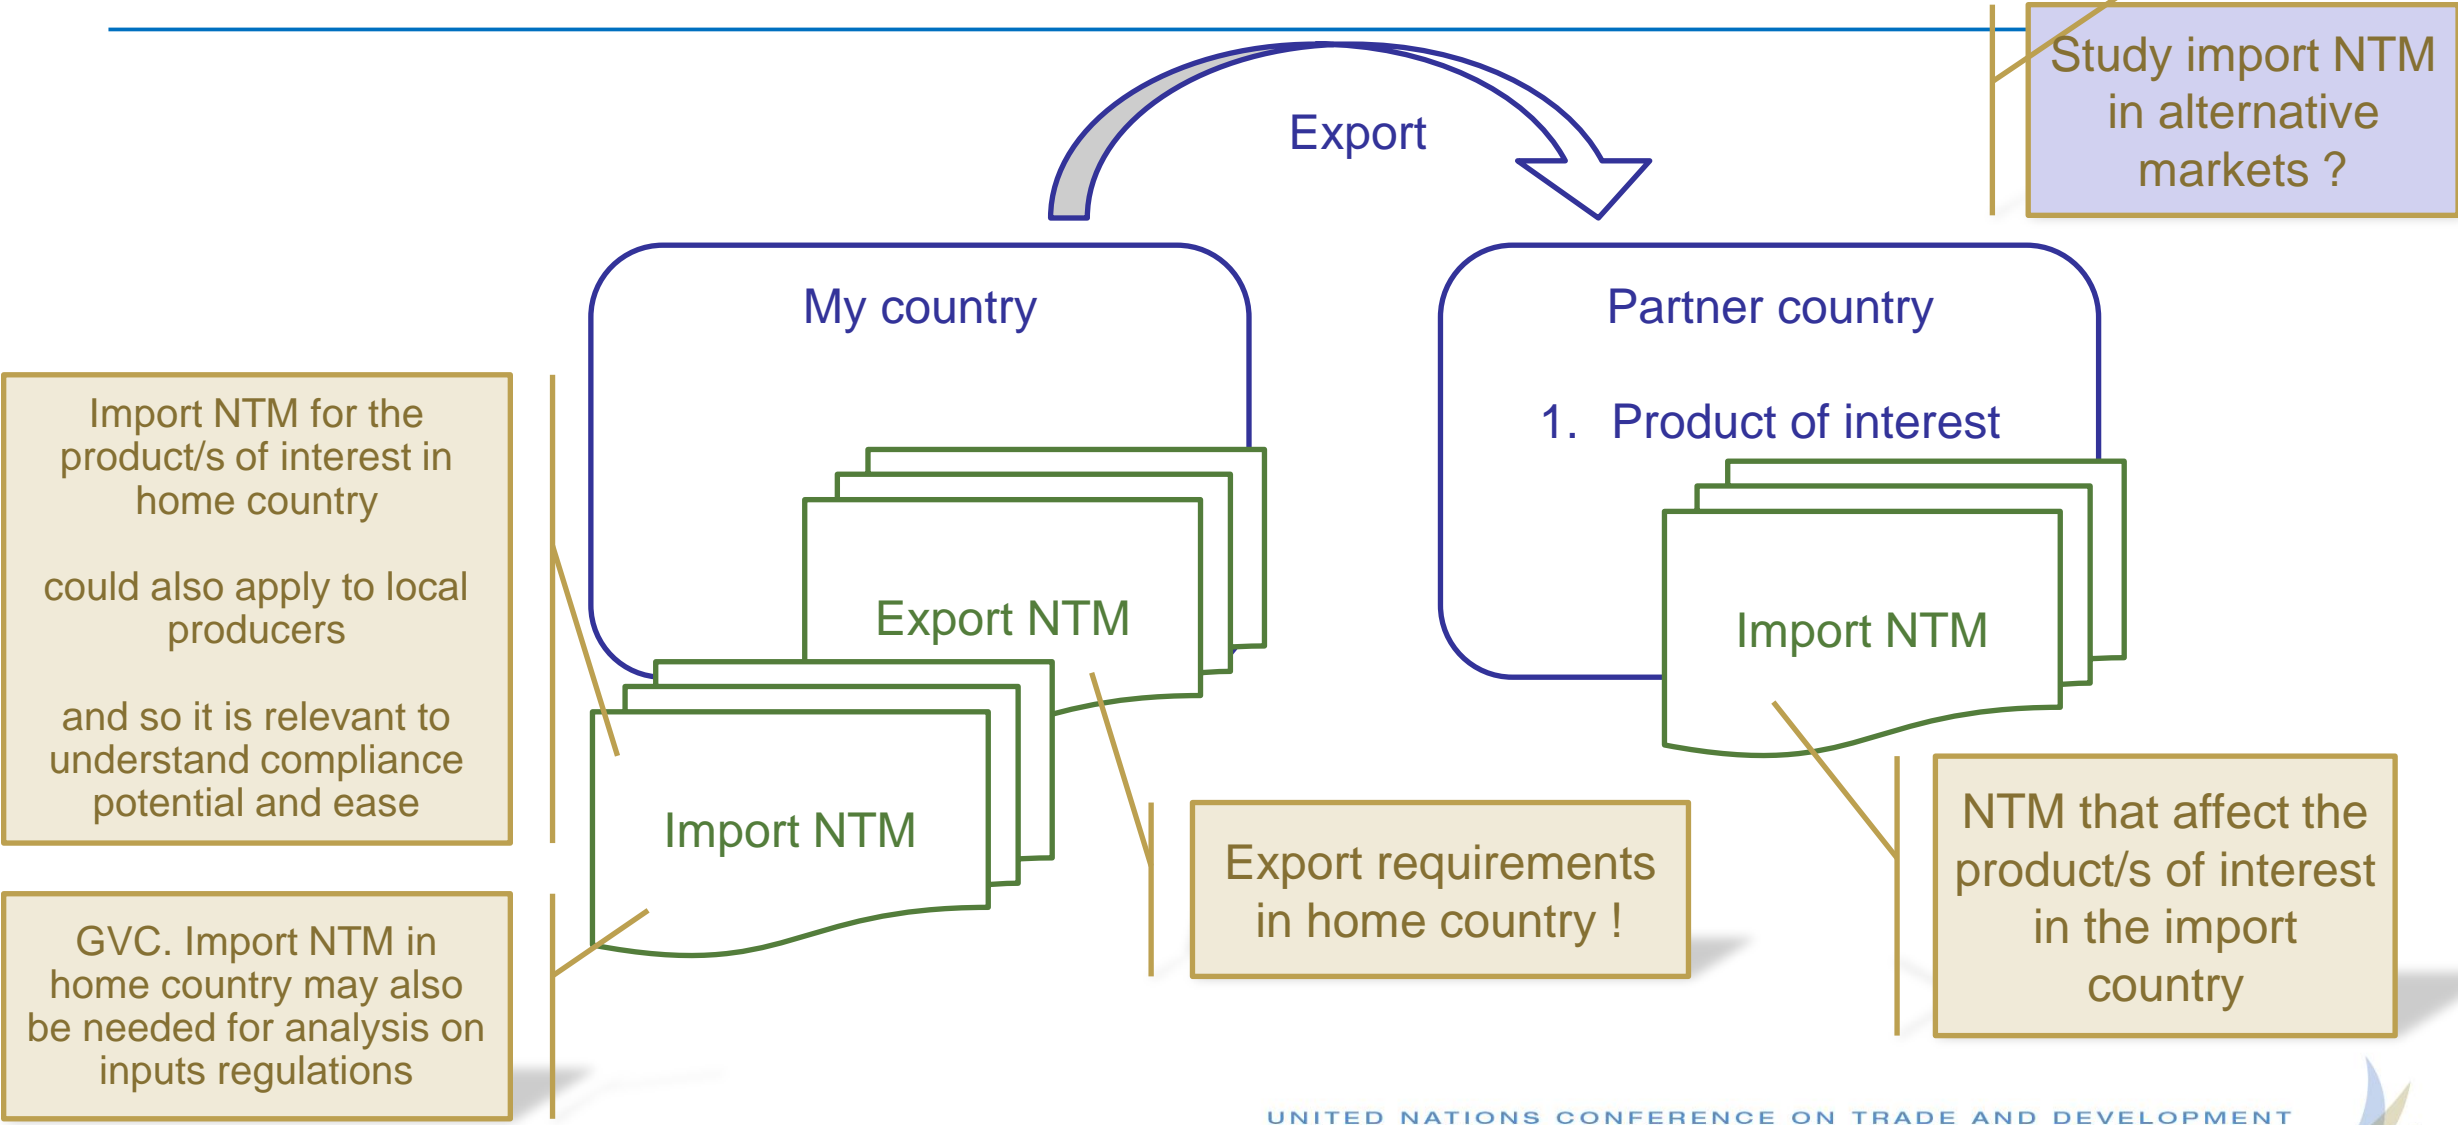 Study import NTM
in alternative
markets ?
Export
My country
Partner country
1. Product of interest
Import NTM for the
product/s of interest in
home country
could also apply to local
producers
and so it is relevant to
understand compliance
potential and ease
Export NTM
Import NTM
Import NTM
Export requirements
in home country !
NTM that affect the
product/s of interest
in the import
country
GVC. Import NTM in
home country may also
be needed for analysis on
inputs regulations
UNITED NATIONS CONFERENCE ON TRADE AND DEVELOPMENT